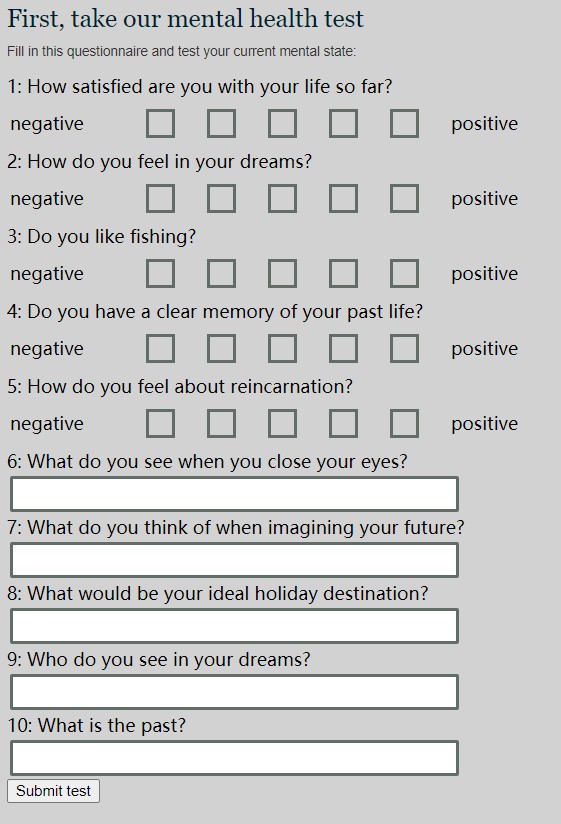 First, take our mental health test
Fill in this questionnaire and test your current mental state:
1: How satisfied are you with your life so far?
negative positive
2: How do you feel in your dreams?
negative positive
3: Do you like fishing?
negative positive
4: Do you have a clear memory of your past life?
negative positive
5: How do you feel about reincarnation?
negative positive
6: What do you see when you close your eyes?
7: What do you think of when imagining your future?
8: What would be your ideal holiday destination?
9: Who do you see in your dreams?
10: What is the past?
Submit test